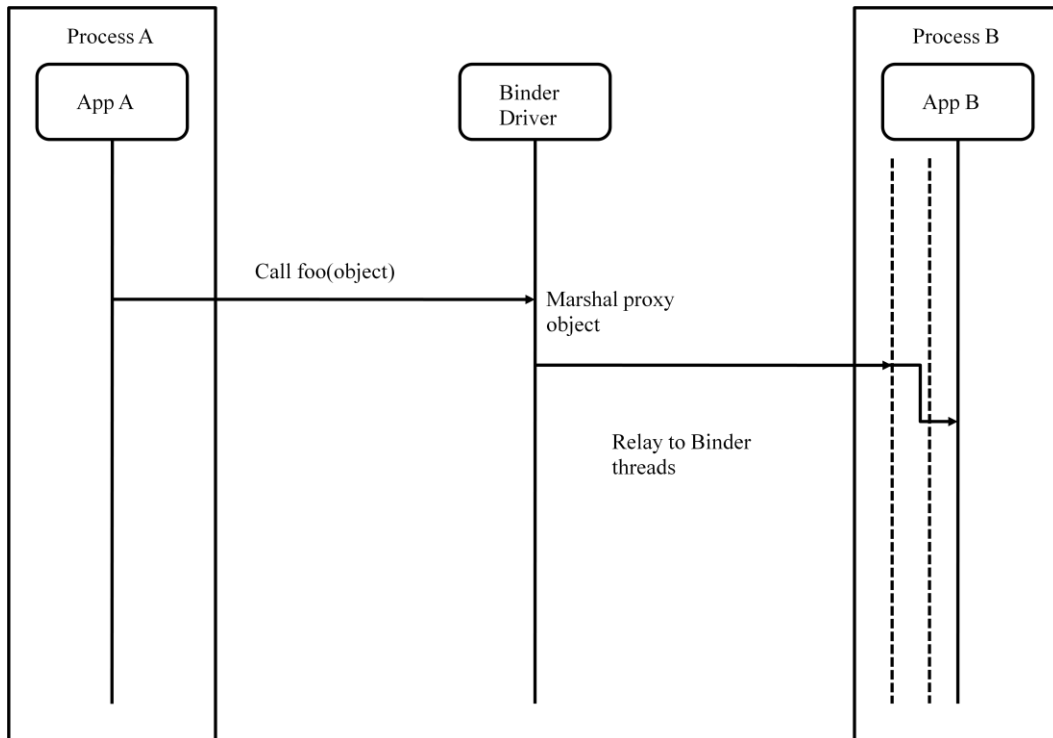 Process A
Process B
App A
Binder
Driver
App B
Call foo(object)
Marshal proxy
object
Relay to Binder
threads